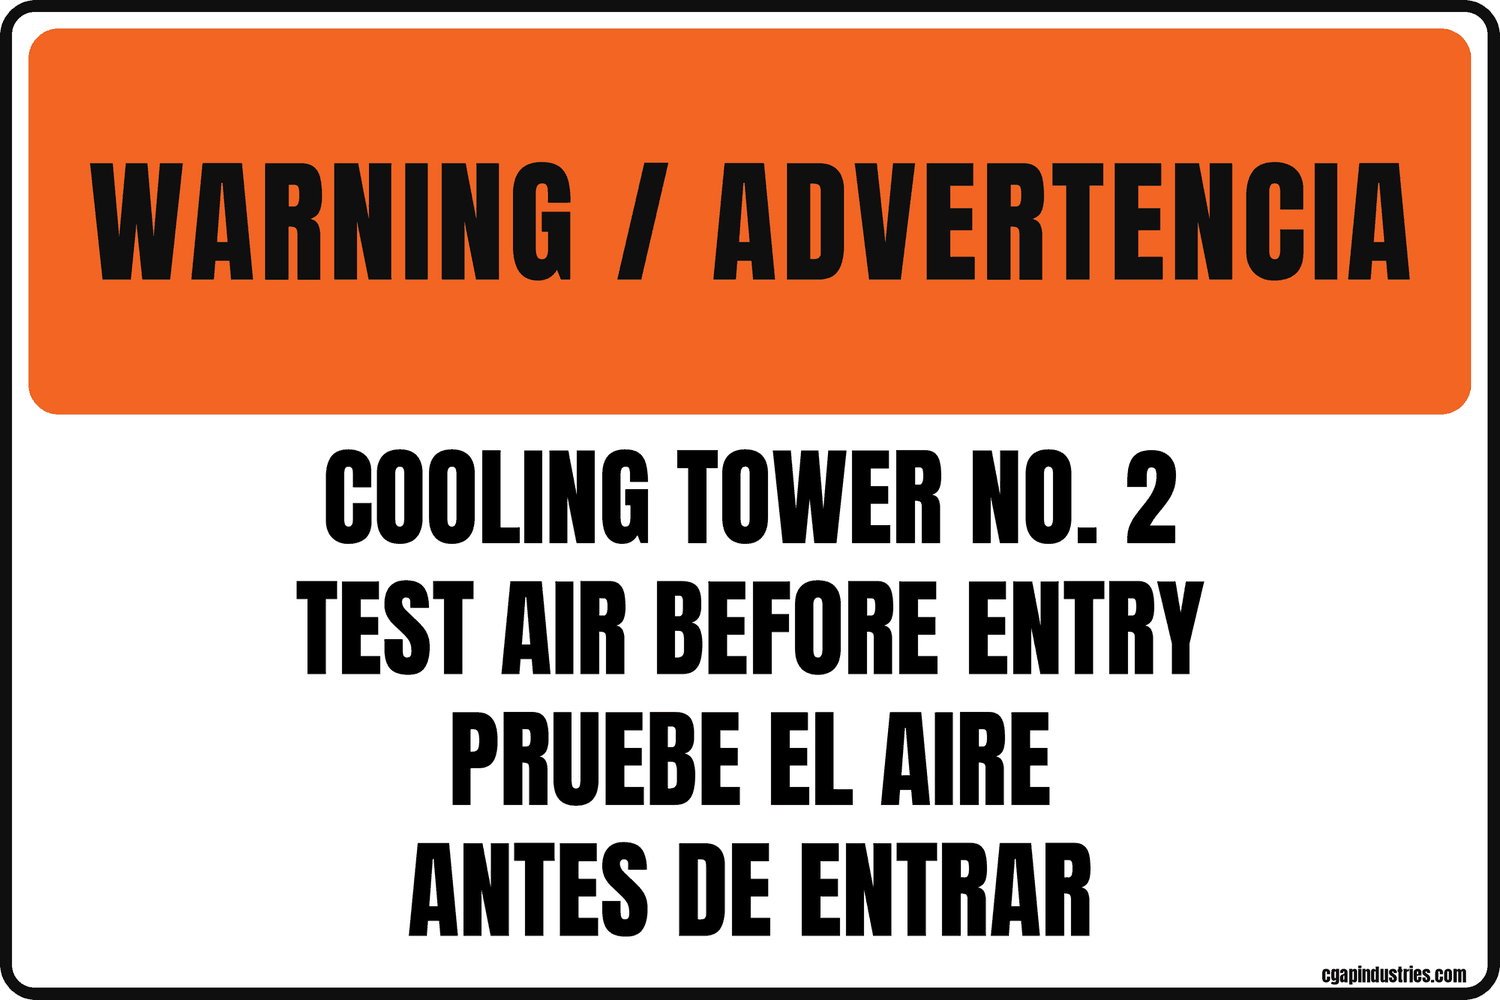 WARNING / ADVERTENCIA
COOLING TOWER NO. 2
TEST AIR BEFORE ENTRY
PRUEBE EL AIRE
ANTES DE ENTRAR
cgapindustries.com